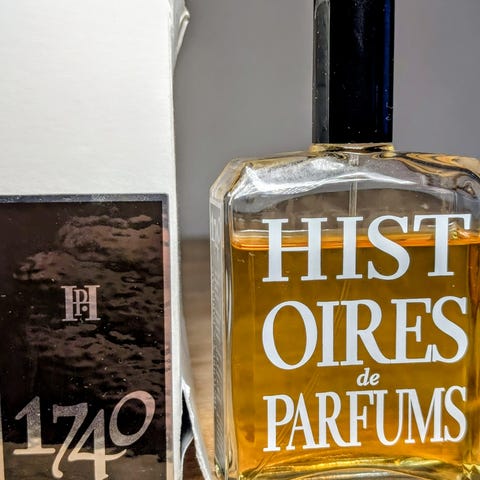 HP
1740
HIST
OIRES
de
PARFUMS